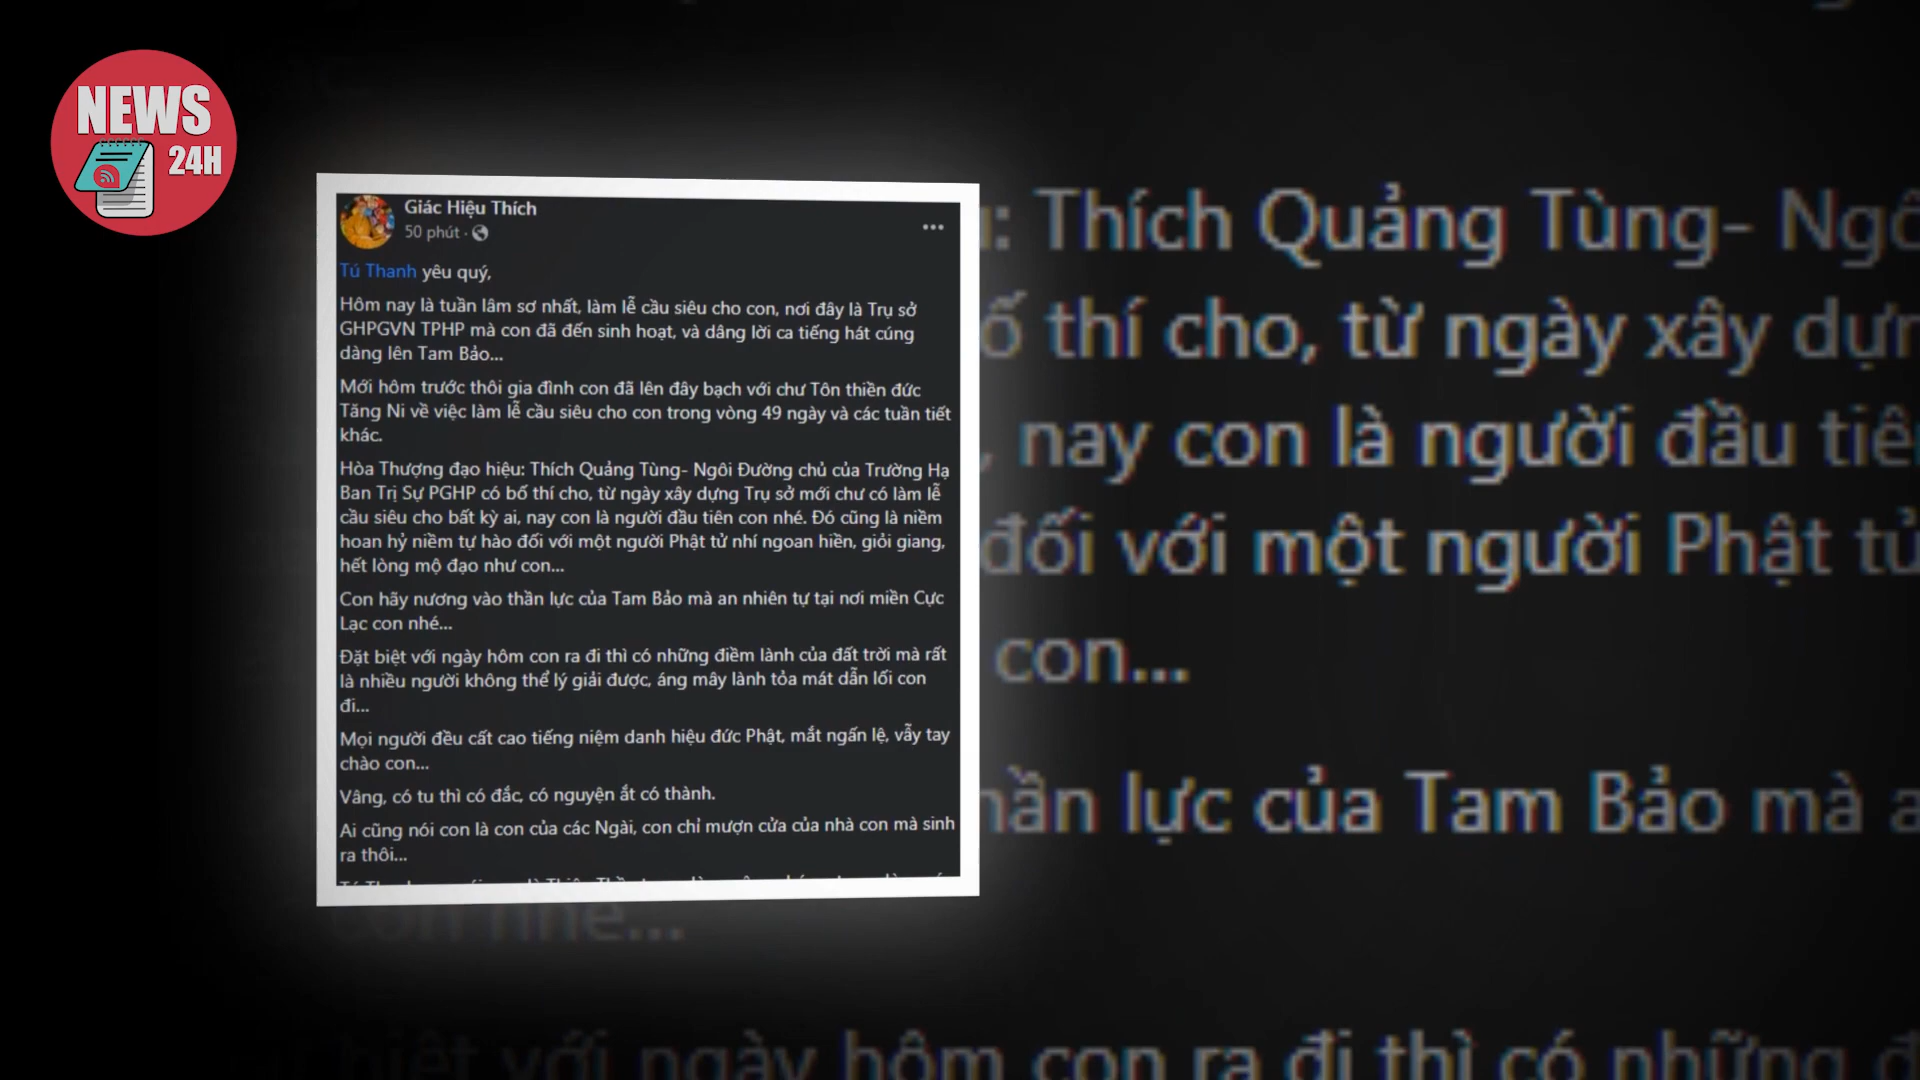 NEWS
24H
Giác Hiệu Thích
50 phút ·
Tú Thanh yêu quý,
Hôm nay là tuần lâm sơ nhất, làm lễ cầu siêu cho con, nơi đây là Trụ sở
GHPGVN TPHP mà con đã đến sinh hoạt, và dâng lời ca tiếng hát cúng
dàng lên Tam Bảo...
Mới hôm trước thôi gia đình con đã lên đây bạch với chư Tôn thiền đức
Tăng Ni về việc làm lễ cầu siêu cho con trong vòng 49 ngày và các tuần tiết
khác.
Hòa Thượng đạo hiệu: Thích Quảng Tùng- Ngôi Đường chủ của Trường Hạ
Ban Trị Sự PGHP có bố thí cho, từ ngày xây dựng Trụ sở mới chư có làm lễ
cầu siêu cho bất kỳ ai, nay con là người đầu tiên con nhé. Đó cũng là niềm
hoan hỷ niềm tự hào đối với một người Phật tử nhí ngoan hiền, giỏi giang,
hết lòng mộ đạo như con...
Con hãy nương vào thần lực của Tam Bảo mà an nhiên tự tại nơi miền Cực
Lạc con nhé...
Đặt biệt với ngày hôm con ra đi thì có những điềm lành của đất trời mà rất
là nhiều người không thể lý giải được, áng mây lành tỏa mát dẫn lối con
đi...
Mọi người đều cất cao tiếng niệm danh hiệu đức Phật, mắt ngấn lệ, vẫy tay
chào con...
Vâng, có tu thì có đắc, có nguyện ắt có thành.
Ai cũng nói con là con của các Ngài, con chỉ mượn cửa của nhà con mà sinh
ra thôi...
: Thích Quảng Tùng- Ngô
ố thí cho, từ ngày xây dựn
, nay con là người đầu tiê
đối với một người Phật tử
con...
hần lực của Tam Bảo mà a
con nhé...
biệt với ngày hôm con ra đi thì có những đ